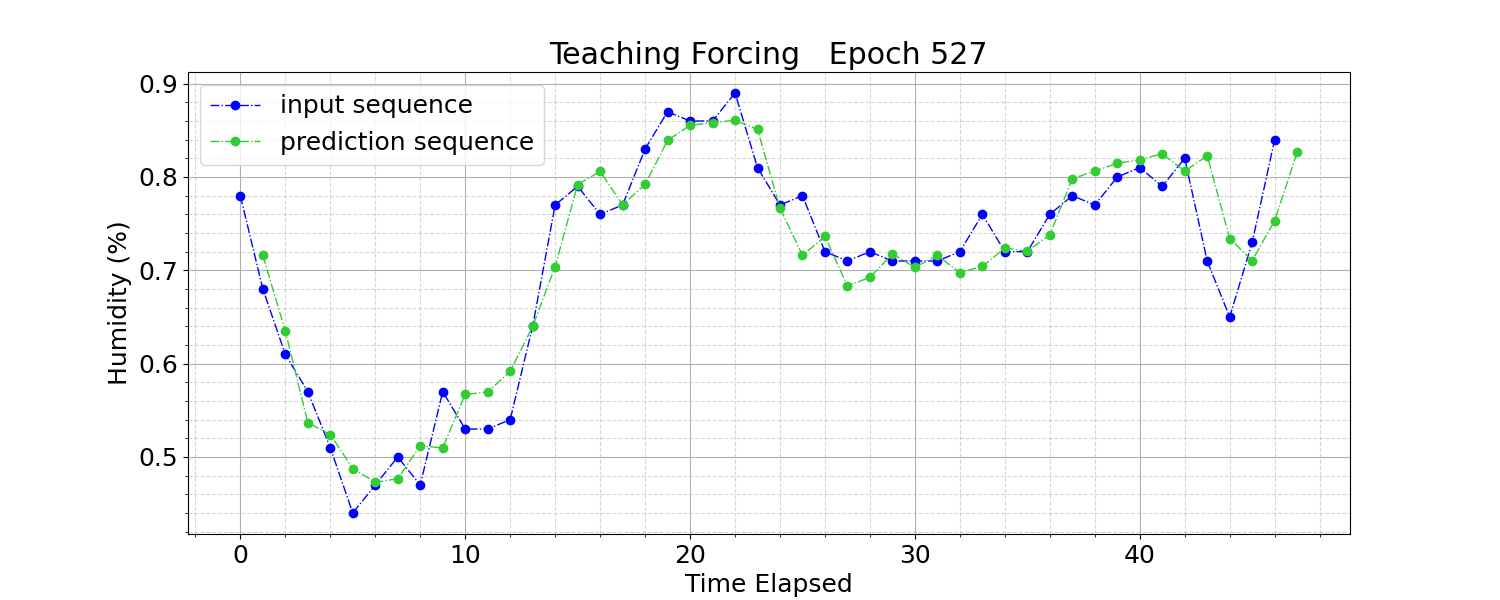 Teaching Forcing   Epoch 527
0.9
0.8
0.7
0.6
0.5
Humidity (%)
input sequence
prediction sequence
0 10 20 30 40
Time Elapsed